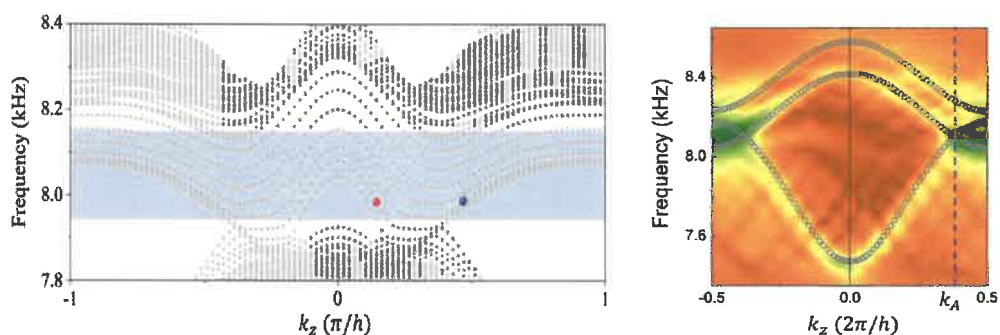 8.4
8.2
8.0
7.8
Frequency (kHz)
-1
0
1
k_z (π/h)
8.4
8.0
7.6
Frequency (kHz)
-0.5
0.0
k_A
0.5
k_z (2π/h)